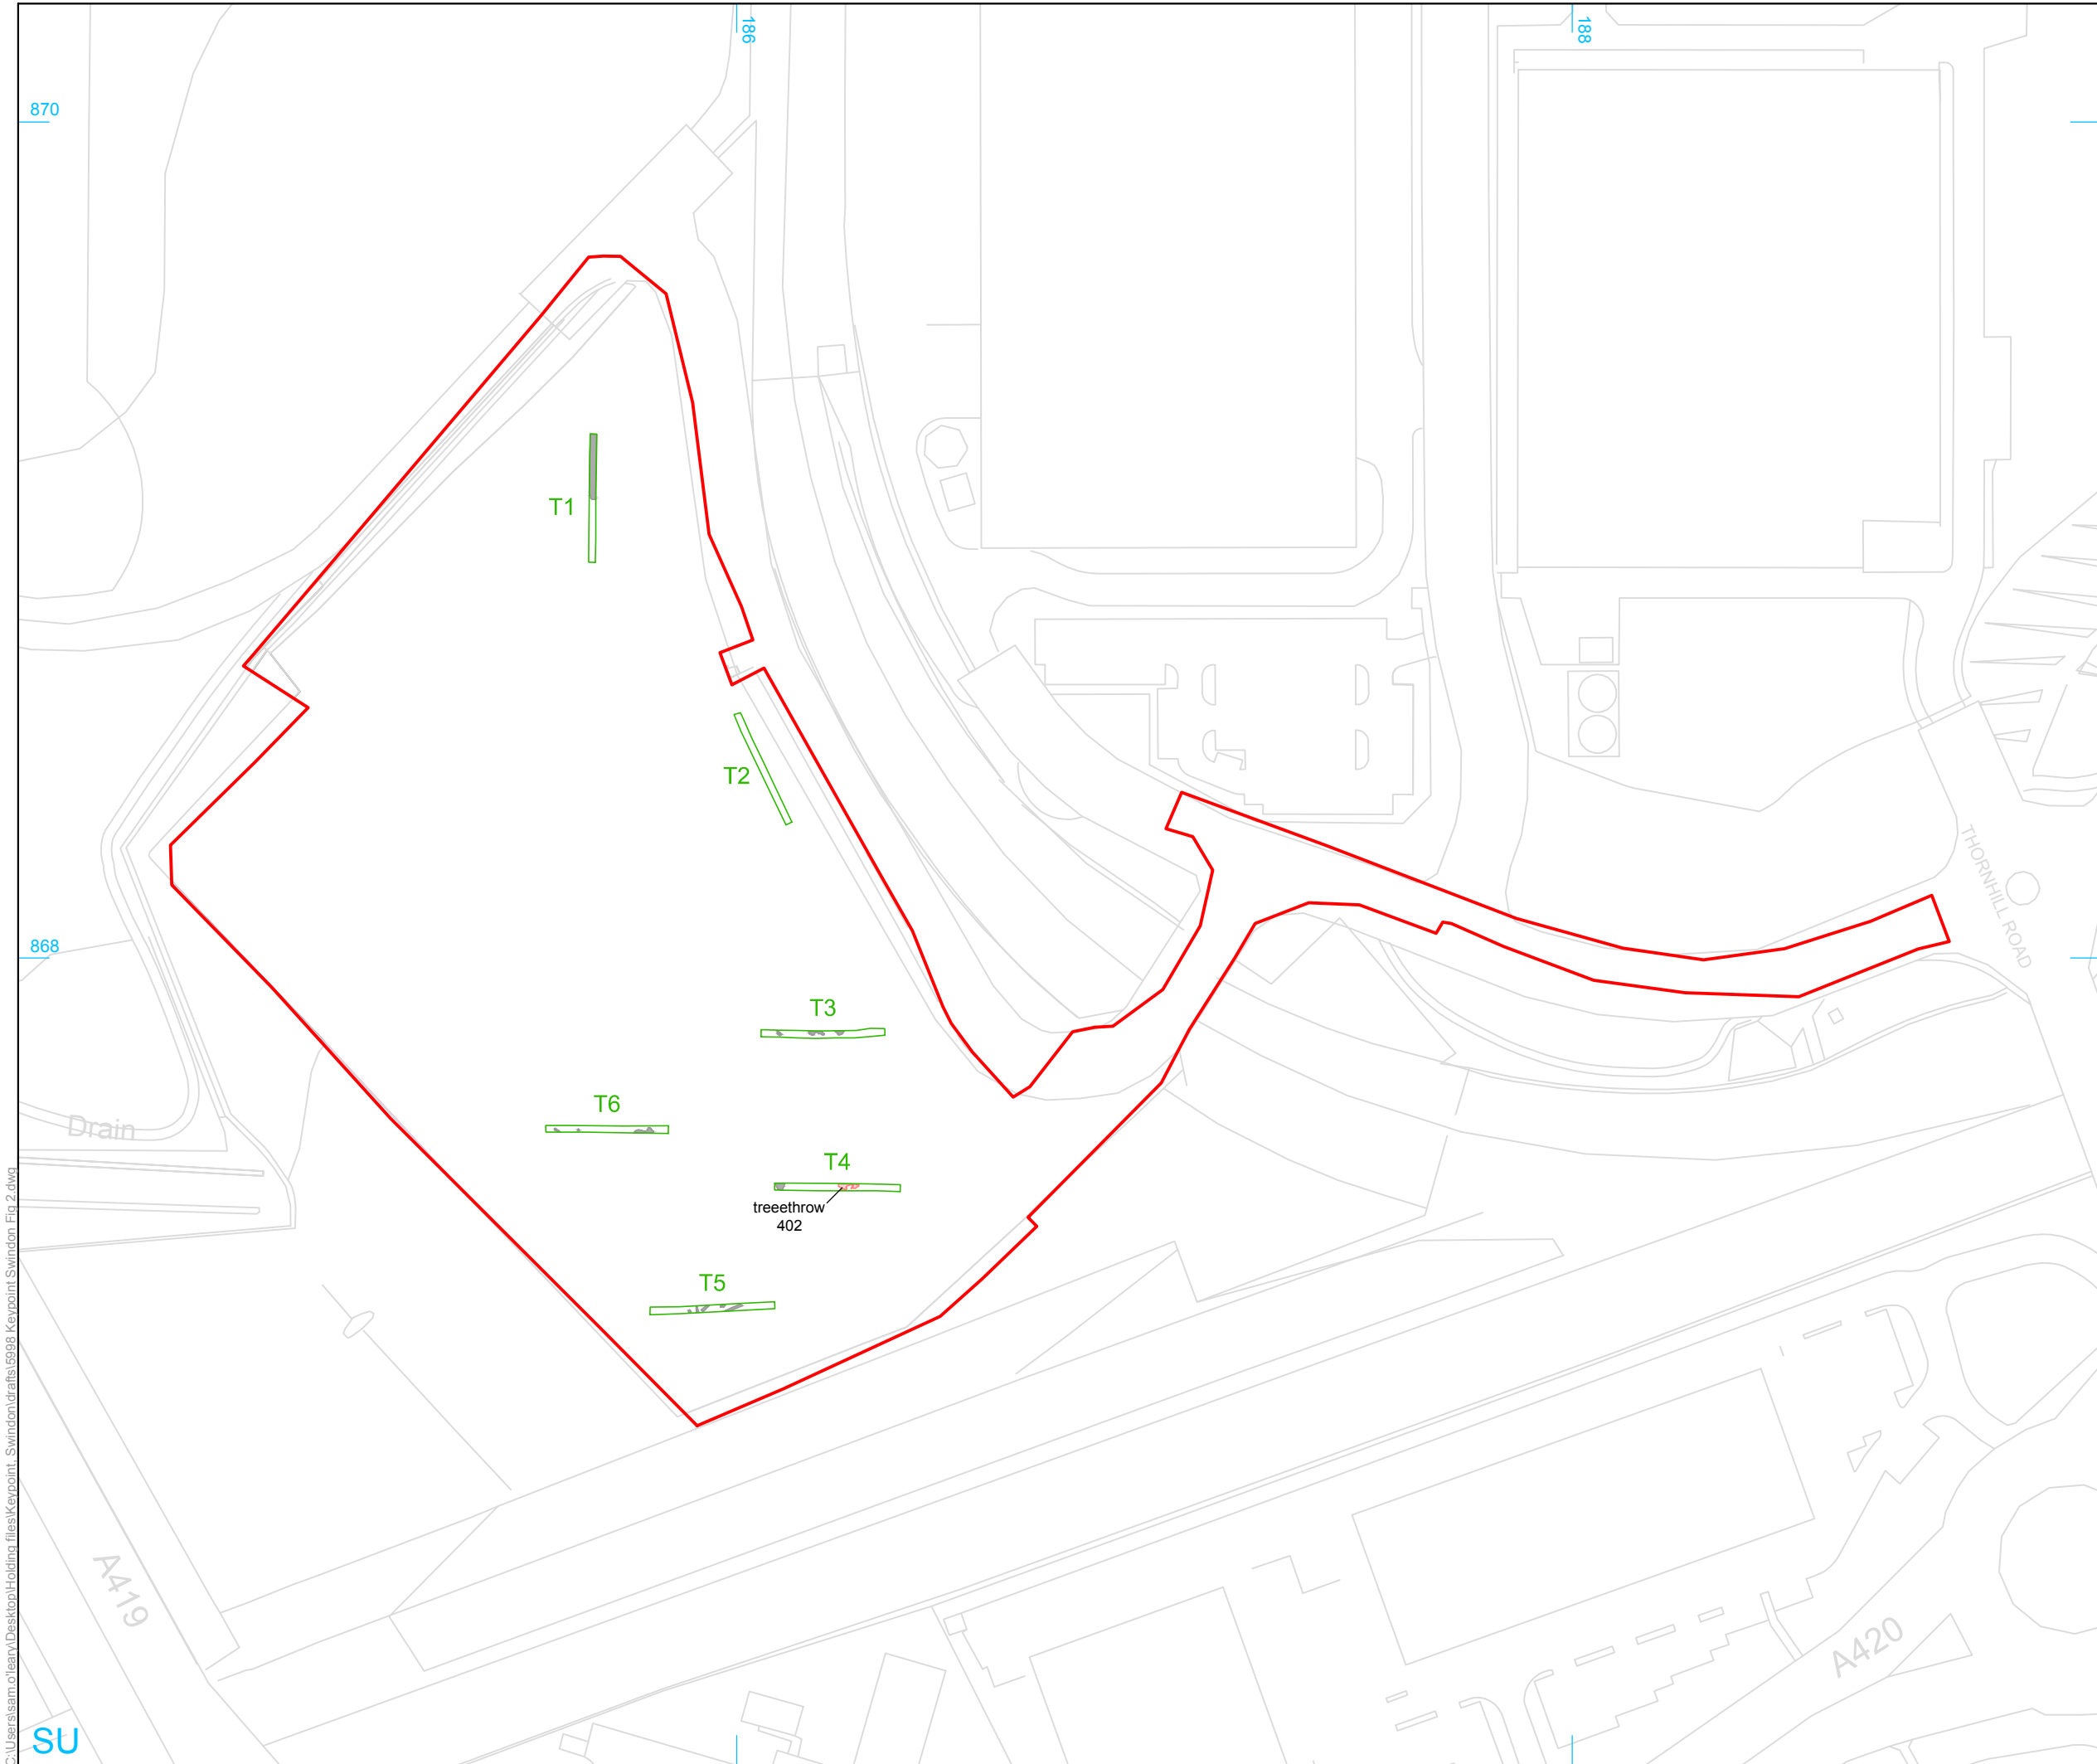 186
188
870
T1
T2
THORNHILL ROAD
868
T3
T6
Drain
T4
treeethrow
402
T5
A419
A420
SU
C:\Users\sam.o'leary\Desktop\Holding files\Keypoint, Swindon\drafts\5998 Keypoint Swindon Fig 2.dwg